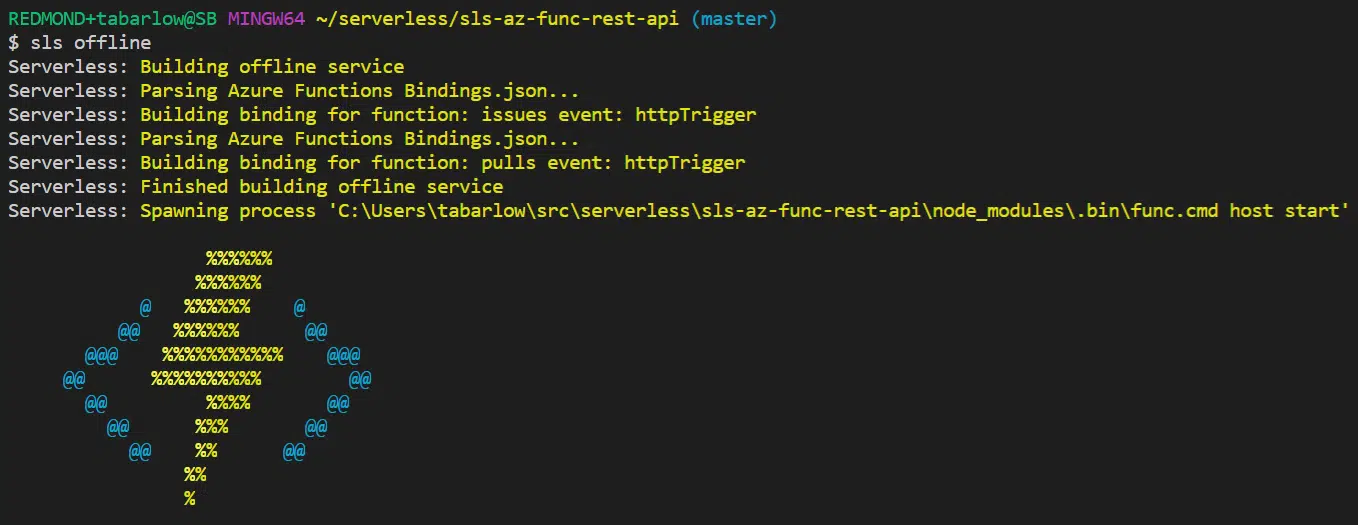 REDMOND+tabarlow@SB MINGW64 ~/serverless/sls-az-func-rest-api (master)
$ sls offline
Serverless: Building offline service
Serverless: Parsing Azure Functions Bindings.json...
Serverless: Building binding for function: issues event: httpTrigger
Serverless: Parsing Azure Functions Bindings.json...
Serverless: Building binding for function: pulls event: httpTrigger
Serverless: Finished building offline service
Serverless: Spawning process 'C:\Users\tabarlow\src\serverless\sls-az-func-rest-api\node_modules\.bin\func.cmd host start'
                  %%%%%%
                 %%%%%%
            @   %%%%%%    @
          @@   %%%%%%      @@
       @@@    %%%%%%%%%%%    @@@
     @@      %%%%%%%%%%        @@
       @@         %%%%       @@
         @@      %%%       @@
           @@    %%      @@
                %%
                %